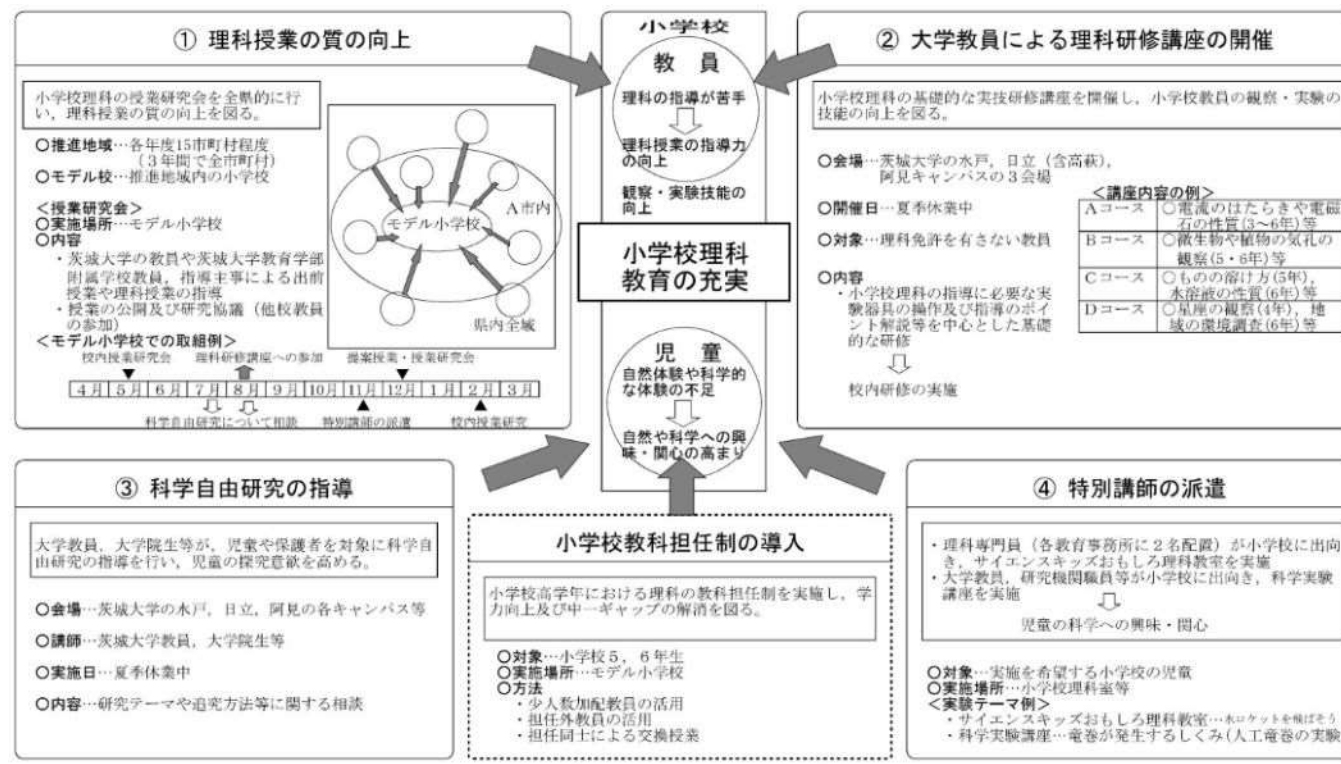 ① 理科授業の質の向上
小学校理科の授業研究会を全県的に行
い，理科授業の質の向上を図る。
○推進地域…各年度15市町村程度
（３年間で全市町村）
○モデル校…推進地域内の小学校
＜授業研究会＞
○実施場所…モデル小学校
○内容
・茨城大学の教員や茨城大学教育学部
附属学校教員，指導主事による出前
授業や理科授業の指導
・授業の公開及び研究協議（他校教員
の参加）
モデル小学校
Ａ市内
県内全域
＜モデル小学校での取組例＞
校内授業研究会 理科研修講座への参加 提案授業・授業研究会
4月 5月 6月 7月 8月 9月 10月 11月 12月 1月 2月 3月
科学自由研究について相談 特別講師の派遣 校内授業研究
小学校
教 員
理科の指導が苦手
理科授業の指導力
の向上
観察・実験技能の
向上
小学校理科
教育の充実
児 童
自然体験や科学的
な体験の不足
自然や科学への興
味・関心の高まり
② 大学教員による理科研修講座の開催
小学校理科の基礎的な実技研修講座を開催し，小学校教員の観察・実験の
技能の向上を図る。
○会場…茨城大学の水戸，日立（含高萩），
阿見キャンパスの３会場
○開催日…夏季休業中
○対象…理科免許を有さない教員
○内容
・小学校理科の指導に必要な実
験器具の操作及び指導のポイ
ント解説等を中心とした基礎
的な研修
校内研修の実施
＜講座内容の例＞
Ａコース ○電流のはたらきや電磁
石の性質(3～6年)等
Ｂコース ○微生物や植物の気孔の
観察(5・6年)等
Ｃコース ○ものの溶け方(5年)，
水溶液の性質(6年)等
Ｄコース ○星座の観察(4年)，地
域の環境調査(6年)等
③ 科学自由研究の指導
大学教員，大学院生等が，児童や保護者を対象に科学自
由研究の指導を行い，児童の探究意欲を高める。
○会場…茨城大学の水戸，日立，阿見の各キャンパス等
○講師…茨城大学教員，大学院生等
○実施日…夏季休業中
○内容…研究テーマや追究方法等に関する相談
小学校教科担任制の導入
小学校高学年における理科の教科担任制を実施し，学
力向上及び中一ギャップの解消を図る。
○対象…小学校５，６年生
○実施場所…モデル小学校
○方法
・少人数加配教員の活用
・担任外教員の活用
・担任同士による交換授業
④ 特別講師の派遣
・理科専門員（各教育事務所に２名配置）が小学校に出向
き，サイエンスキッズおもしろ理科教室を実施
・大学教員，研究機関職員等が小学校に出向き，科学実験
講座を実施
児童の科学への興味・関心
○対象…実施を希望する小学校の児童
○実施場所…小学校理科室等
＜実験テーマ例＞
・サイエンスキッズおもしろ理科教室…水ロケットを飛ばそう
・科学実験講座…竜巻が発生するしくみ(人工竜巻の実験